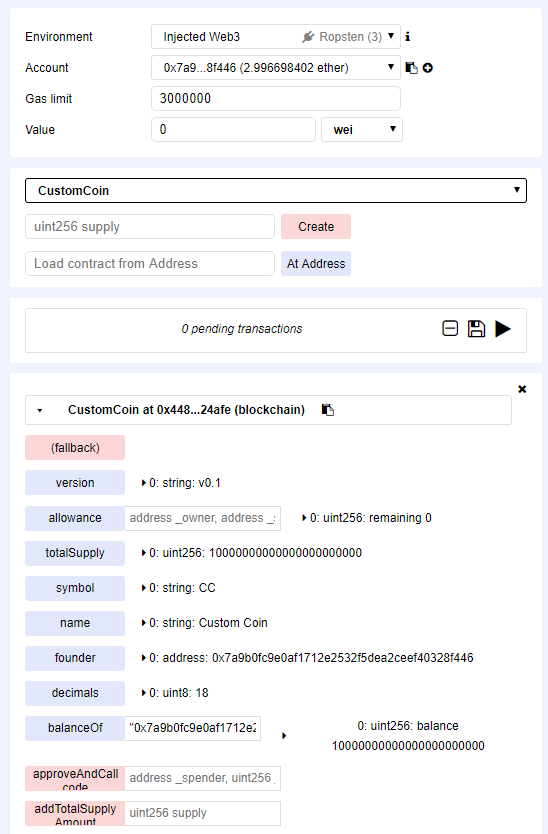 Environment Injected Web3 Ropsten (3) i
Account 0x7a9...8f446 (2.996698402 ether)
Gas limit 3000000
Value 0 wei
CustomCoin
uint256 supply Create
Load contract from Address At Address
0 pending transactions
CustomCoin at 0x448...24afe (blockchain)
(fallback)
version 0: string: v0.1
allowance address _owner, address _s 0: uint256: remaining 0
totalSupply 0: uint256: 10000000000000000000000
symbol 0: string: CC
name 0: string: Custom Coin
founder 0: address: 0x7a9b0fc9e0af1712e2532f5dea2ceef40328f446
decimals 0: uint8: 18
balanceOf "0x7a9b0fc9e0af1712e2 0: uint256: balance
10000000000000000000000
approveAndCall address _spender, uint256
code
addTotalSupply uint256 supply
Amount